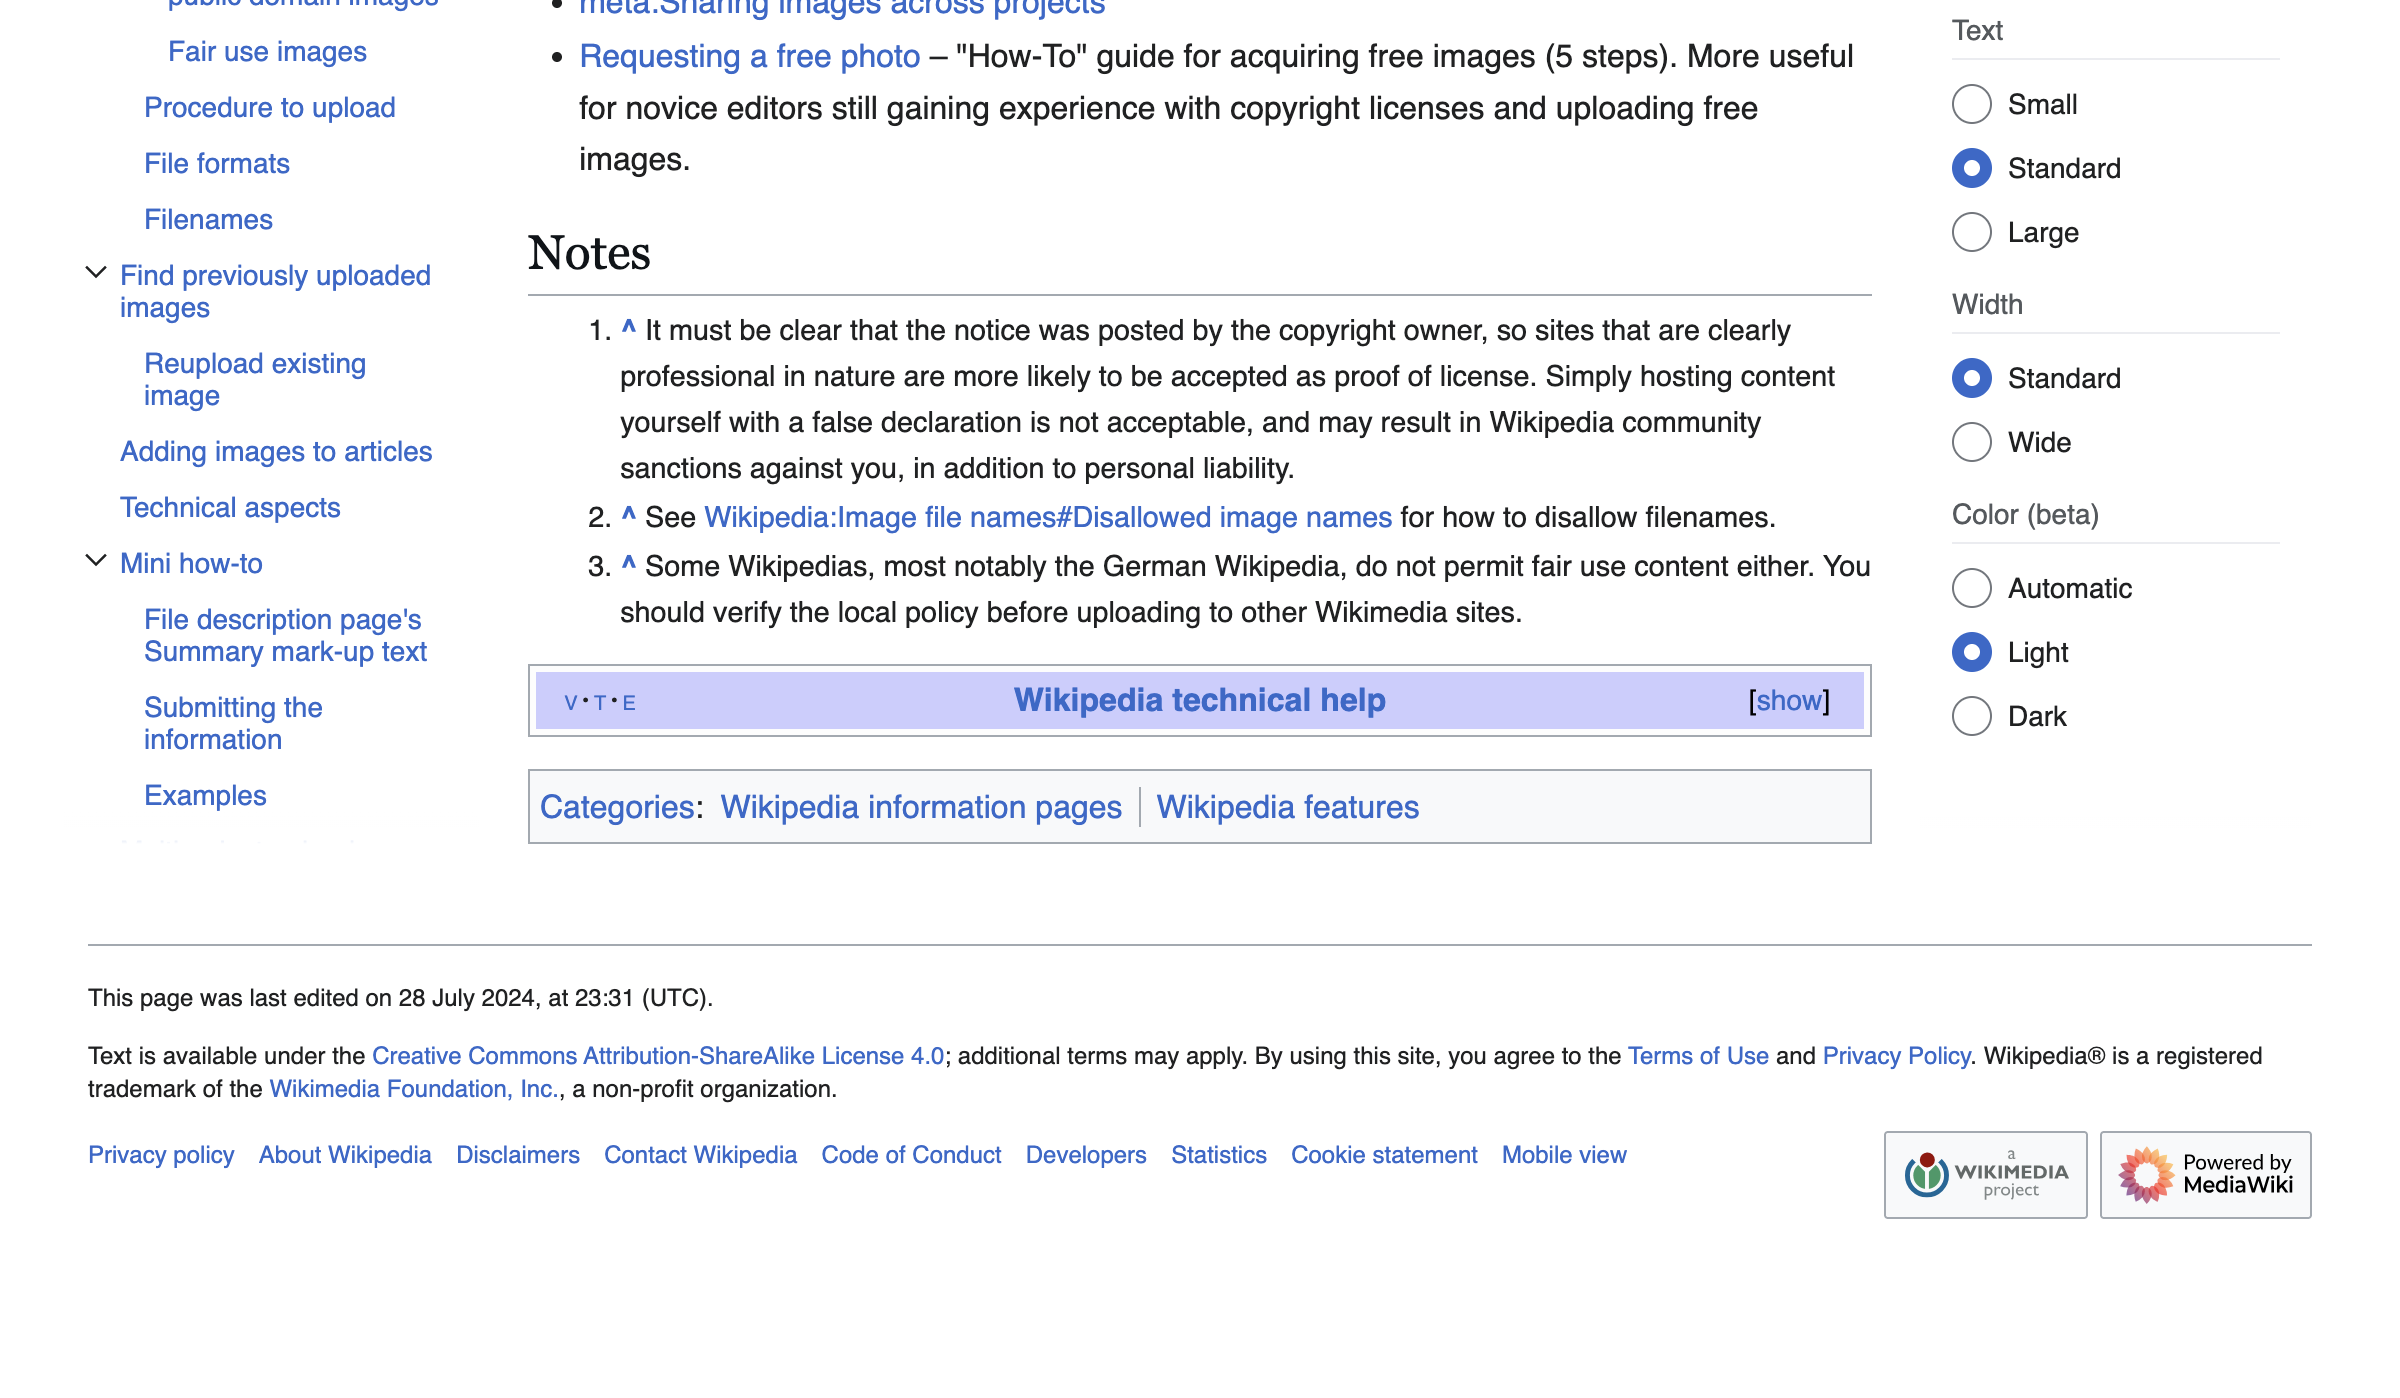 public domain images
Fair use images
Procedure to upload
File formats
Filenames
Find previously uploaded
images
Reupload existing
image
Adding images to articles
Technical aspects
Mini how-to
File description page's
Summary mark-up text
Submitting the
information
Examples
meta:Sharing images across projects
Requesting a free photo – "How-To" guide for acquiring free images (5 steps). More useful
for novice editors still gaining experience with copyright licenses and uploading free
images.
Notes
1. ^ It must be clear that the notice was posted by the copyright owner, so sites that are clearly
professional in nature are more likely to be accepted as proof of license. Simply hosting content
yourself with a false declaration is not acceptable, and may result in Wikipedia community
sanctions against you, in addition to personal liability.
2. ^ See Wikipedia:Image file names#Disallowed image names for how to disallow filenames.
3. ^ Some Wikipedias, most notably the German Wikipedia, do not permit fair use content either. You
should verify the local policy before uploading to other Wikimedia sites.
V·T·E Wikipedia technical help [show]
Categories: Wikipedia information pages | Wikipedia features
Text
Small
Standard
Large
Width
Standard
Wide
Color (beta)
Automatic
Light
Dark
This page was last edited on 28 July 2024, at 23:31 (UTC).
Text is available under the Creative Commons Attribution-ShareAlike License 4.0; additional terms may apply. By using this site, you agree to the Terms of Use and Privacy Policy. Wikipedia® is a registered
trademark of the Wikimedia Foundation, Inc., a non-profit organization.
Privacy policy About Wikipedia Disclaimers Contact Wikipedia Code of Conduct Developers Statistics Cookie statement Mobile view
a
WIKIMEDIA
project
Powered by
MediaWiki